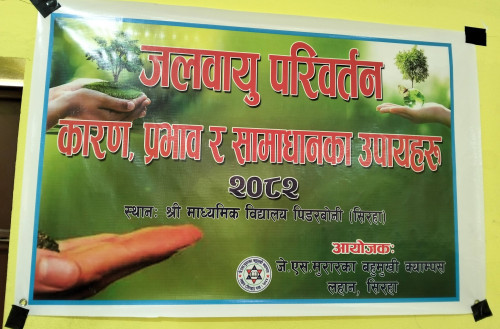 जलवायु परिवर्तन
कारण, प्रभाव र सामाधानका उपायहरु
२०८२
स्थानः श्री माध्यमिक विद्यालय पिडरबोनी (सिरहा)
आयोजकः
जे.एस.मुरारका बहुमुखी क्याम्पस
लहान, सिरहा